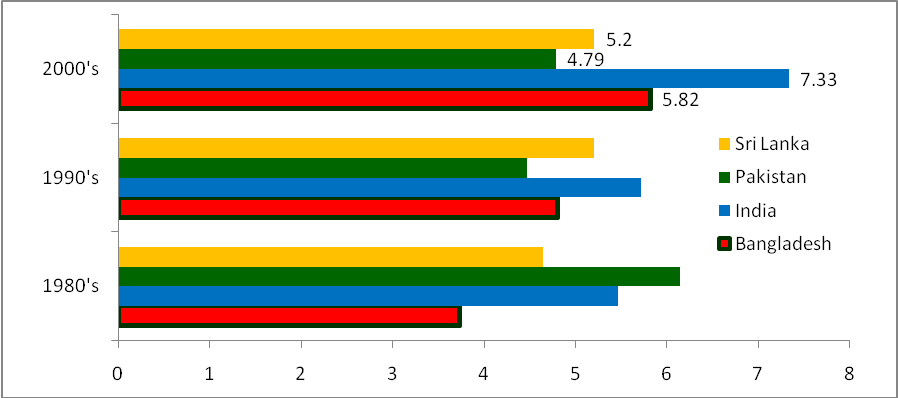 5.2
2000's
4.79
7.33
5.82
Sri Lanka
1990's
Pakistan
India
Bangladesh
1980's
0 1 2 3 4 5 6 7 8